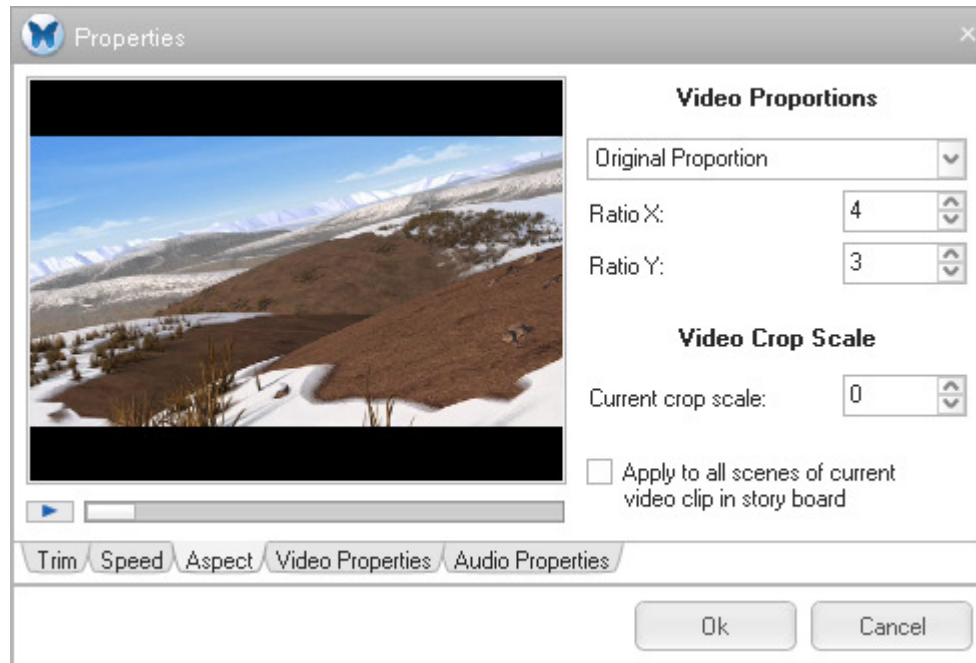 Properties
Video Proportions
Original Proportion
Ratio X: 4
Ratio Y: 3
Video Crop Scale
Current crop scale: 0
Apply to all scenes of current
video clip in story board
Trim Speed Aspect Video Properties Audio Properties
Ok Cancel